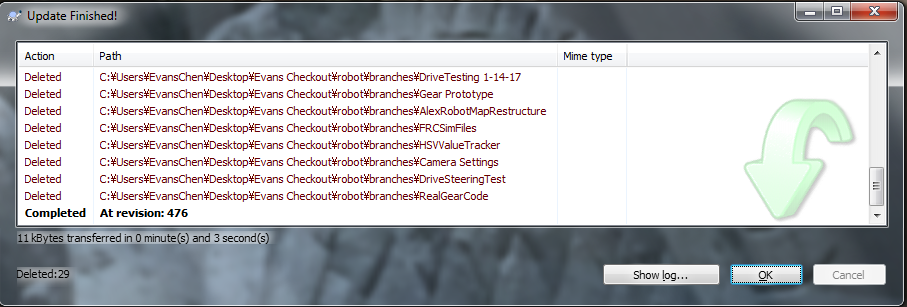 Update Finished!
Action Path Mime type
Deleted C:¥Users¥EvansChen¥Desktop¥Evans Checkout¥robot¥branches¥DriveTesting 1-14-17
Deleted C:¥Users¥EvansChen¥Desktop¥Evans Checkout¥robot¥branches¥Gear Prototype
Deleted C:¥Users¥EvansChen¥Desktop¥Evans Checkout¥robot¥branches¥AlexRobotMapRestructure
Deleted C:¥Users¥EvansChen¥Desktop¥Evans Checkout¥robot¥branches¥FRCSimFiles
Deleted C:¥Users¥EvansChen¥Desktop¥Evans Checkout¥robot¥branches¥HSVValueTracker
Deleted C:¥Users¥EvansChen¥Desktop¥Evans Checkout¥robot¥branches¥Camera Settings
Deleted C:¥Users¥EvansChen¥Desktop¥Evans Checkout¥robot¥branches¥DriveSteeringTest
Deleted C:¥Users¥EvansChen¥Desktop¥Evans Checkout¥robot¥branches¥RealGearCode
Completed At revision: 476
11 kBytes transferred in 0 minute(s) and 3 second(s)
Deleted:29 Show log... OK Cancel